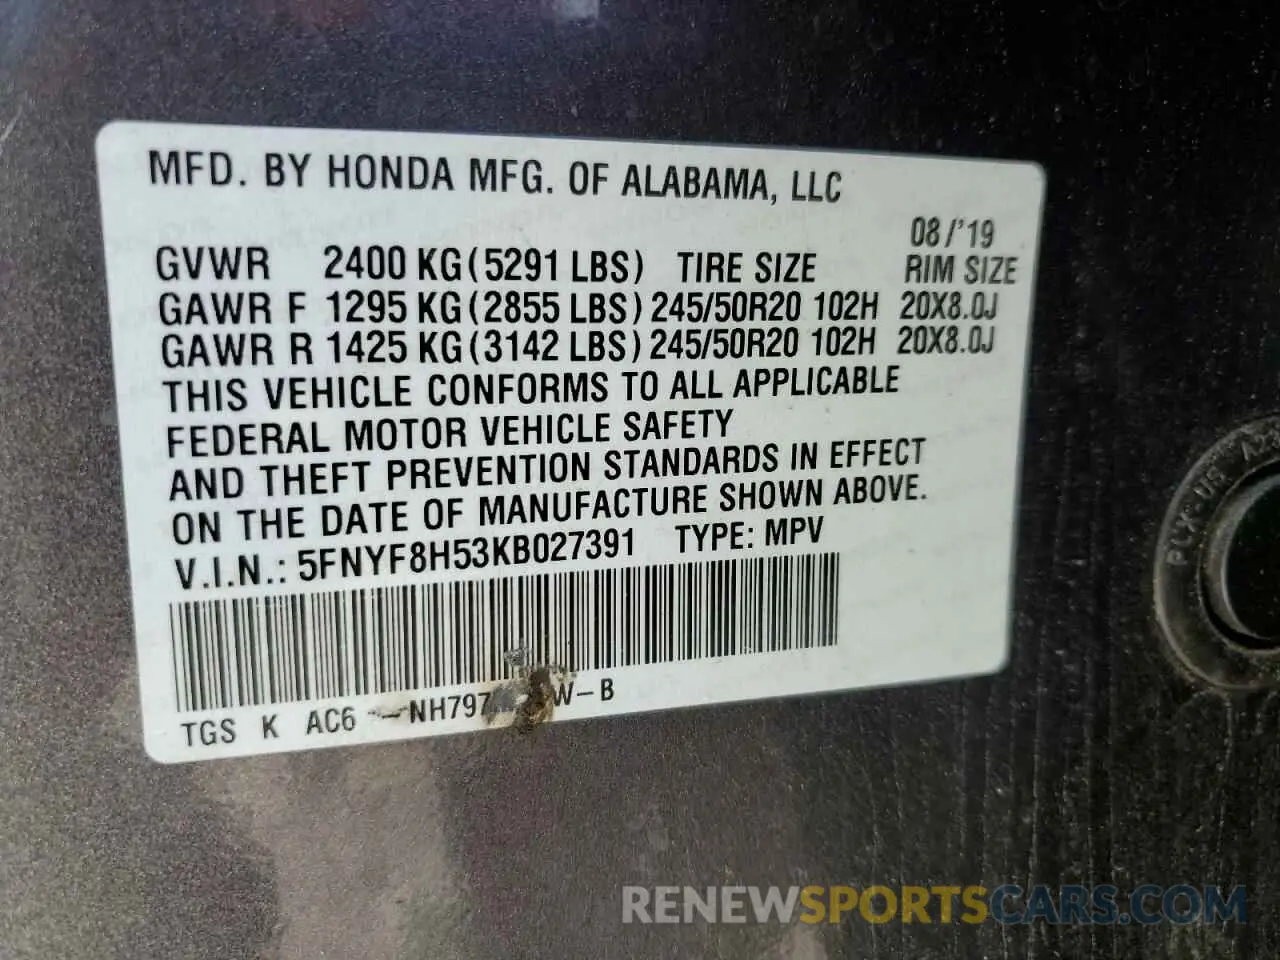 MFD. BY HONDA MFG. OF ALABAMA, LLC
08/'19
GVWR 2400 KG (5291 LBS) TIRE SIZE RIM SIZE
GAWR F 1295 KG (2855 LBS) 245/50R20 102H 20X8.0J
GAWR R 1425 KG (3142 LBS) 245/50R20 102H 20X8.0J
THIS VEHICLE CONFORMS TO ALL APPLICABLE
FEDERAL MOTOR VEHICLE SAFETY
AND THEFT PREVENTION STANDARDS IN EFFECT
ON THE DATE OF MANUFACTURE SHOWN ABOVE.
V.I.N.: 5FNYF8H53KB027391 TYPE: MPV
TGS K AC6 -NH797 W-B
PLX-US
RENEWSPORTSCARS.COM